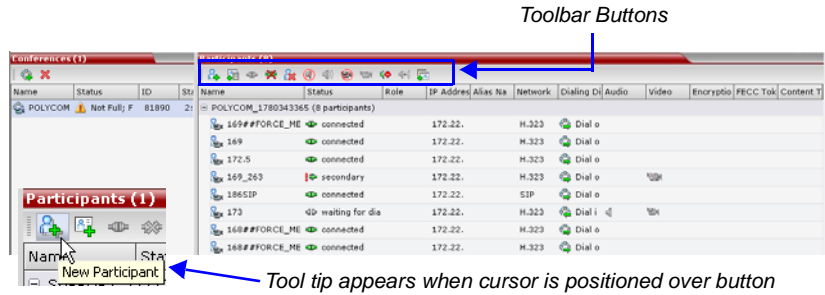 Toolbar Buttons
Conferences (1)
Participants (8)
Name Status ID Sta
POLYCOM Not Full; F 81890
Name Status Role IP Addres Alias Na Network Dialing Di Audio Video Encryptio FECC Tok Content T
POLYCOM_1780343365 (8 participants)
169##FORCE_ME connected 172.22. H.323 Dial o
169 connected 172.22. H.323 Dial o
172.5 connected 172.22. H.323 Dial o
169_263 secondary 172.22. H.323 Dial o
186SIP connected 172.22. SIP Dial o
173 waiting for dia 172.22. H.323 Dial i
168##FORCE_ME connected 172.22. H.323 Dial o
168##FORCE_ME connected 172.22. H.323 Dial o
Participants (1)
Name Sta
New Participant
Tool tip appears when cursor is positioned over button